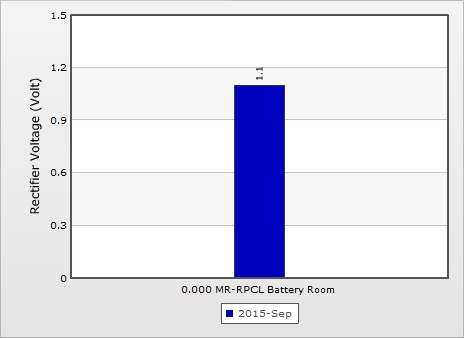 1.5
1.2
0.9
0.6
0.3
0
Rectifier Voltage (Volt)
1.1
0.000 MR-RPCL Battery Room
2015-Sep